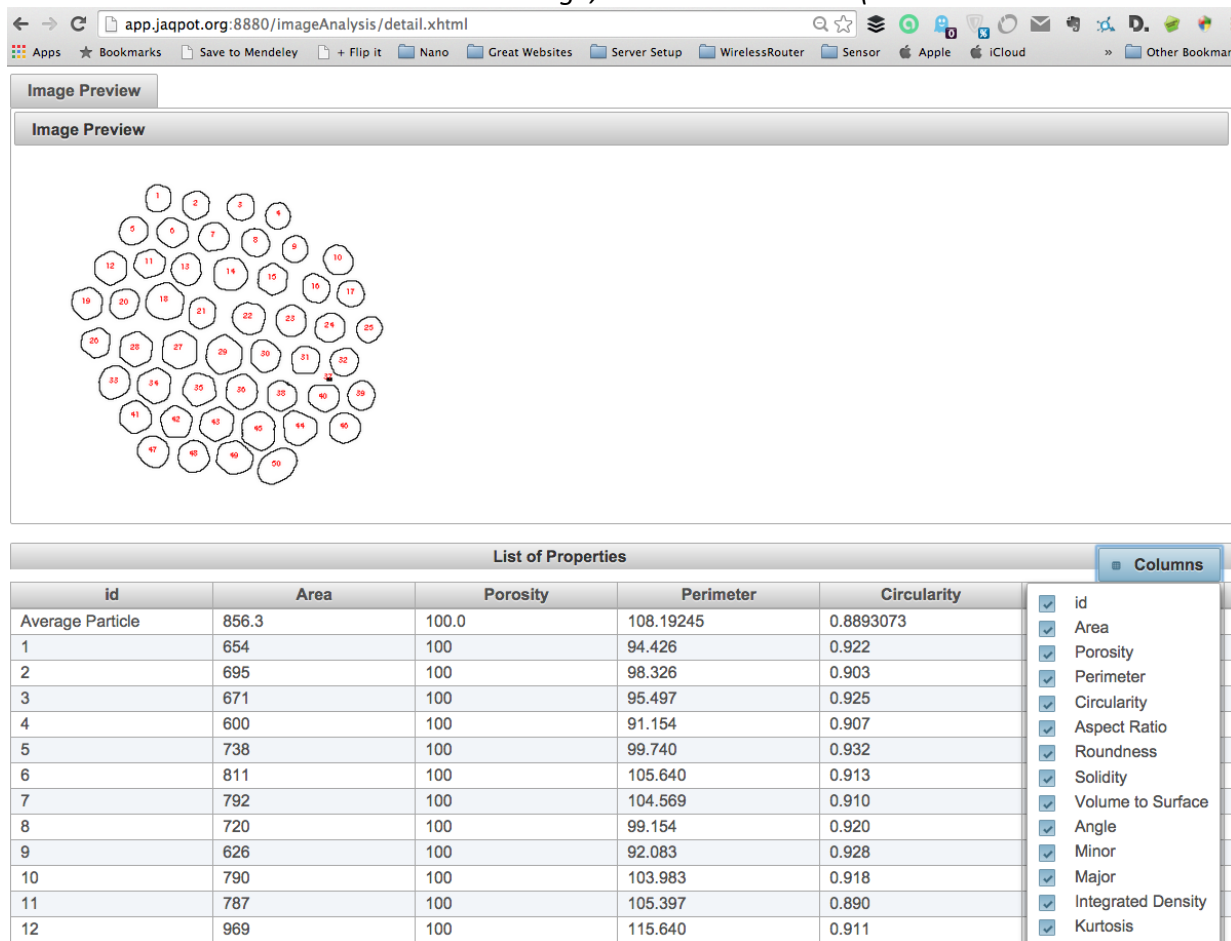 app.jaqpot.org:8880/imageAnalysis/detail.xhtml
Apps Bookmarks Save to Mendeley + Flip it Nano Great Websites Server Setup WirelessRouter Sensor Apple iCloud » Other Bookmar
Image Preview
Image Preview
1
2 3
4
5 6 7
8
9
10
12 11 13
14
15
16 17
19 20 18
21
22 23
24 25
26
28 27
29 30
31 32
33 34
35 36 38
40 39
41
42 43
45 44 46
47 48 49
50
List of Properties Columns
id Area Porosity Perimeter Circularity
Average Particle 856.3 100.0 108.19245 0.8893073
1 654 100 94.426 0.922
2 695 100 98.326 0.903
3 671 100 95.497 0.925
4 600 100 91.154 0.907
5 738 100 99.740 0.932
6 811 100 105.640 0.913
7 792 100 104.569 0.910
8 720 100 99.154 0.920
9 626 100 92.083 0.928
10 790 100 103.983 0.918
11 787 100 105.397 0.890
12 969 100 115.640 0.911
id
Area
Porosity
Perimeter
Circularity
Aspect Ratio
Roundness
Solidity
Volume to Surface
Angle
Minor
Major
Integrated Density
Kurtosis